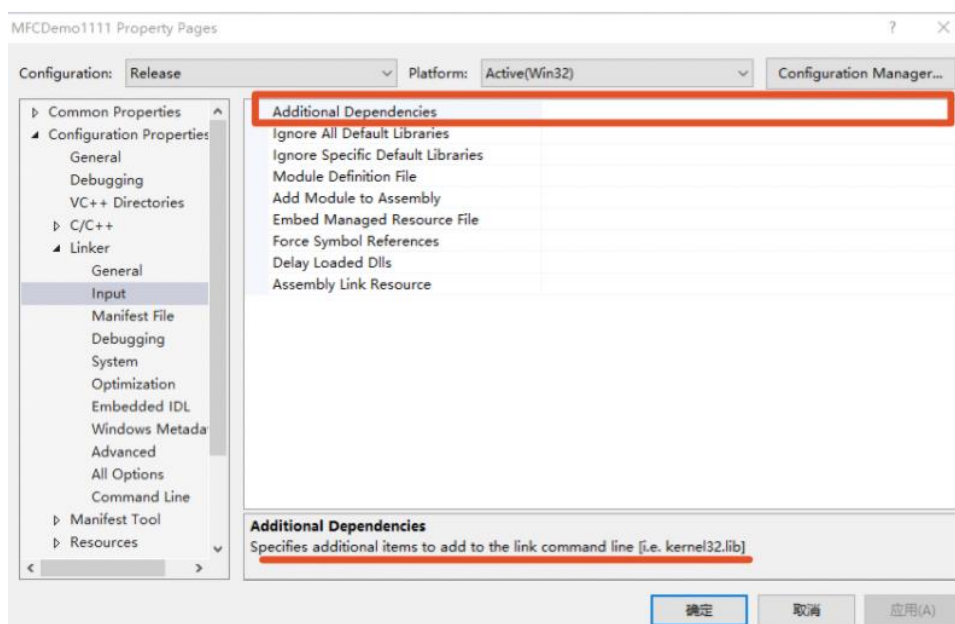 MFCDemo1111 Property Pages ? ×
Configuration: Release Platform: Active(Win32) Configuration Manager...
Common Properties
Configuration Properties
General
Debugging
VC++ Directories
C/C++
Linker
General
Input
Manifest File
Debugging
System
Optimization
Embedded IDL
Windows Metada
Advanced
All Options
Command Line
Manifest Tool
Resources
Additional Dependencies
Ignore All Default Libraries
Ignore Specific Default Libraries
Module Definition File
Add Module to Assembly
Embed Managed Resource File
Force Symbol References
Delay Loaded Dlls
Assembly Link Resource
Additional Dependencies
Specifies additional items to add to the link command line [i.e. kernel32.lib]
确定 取消 应用(A)